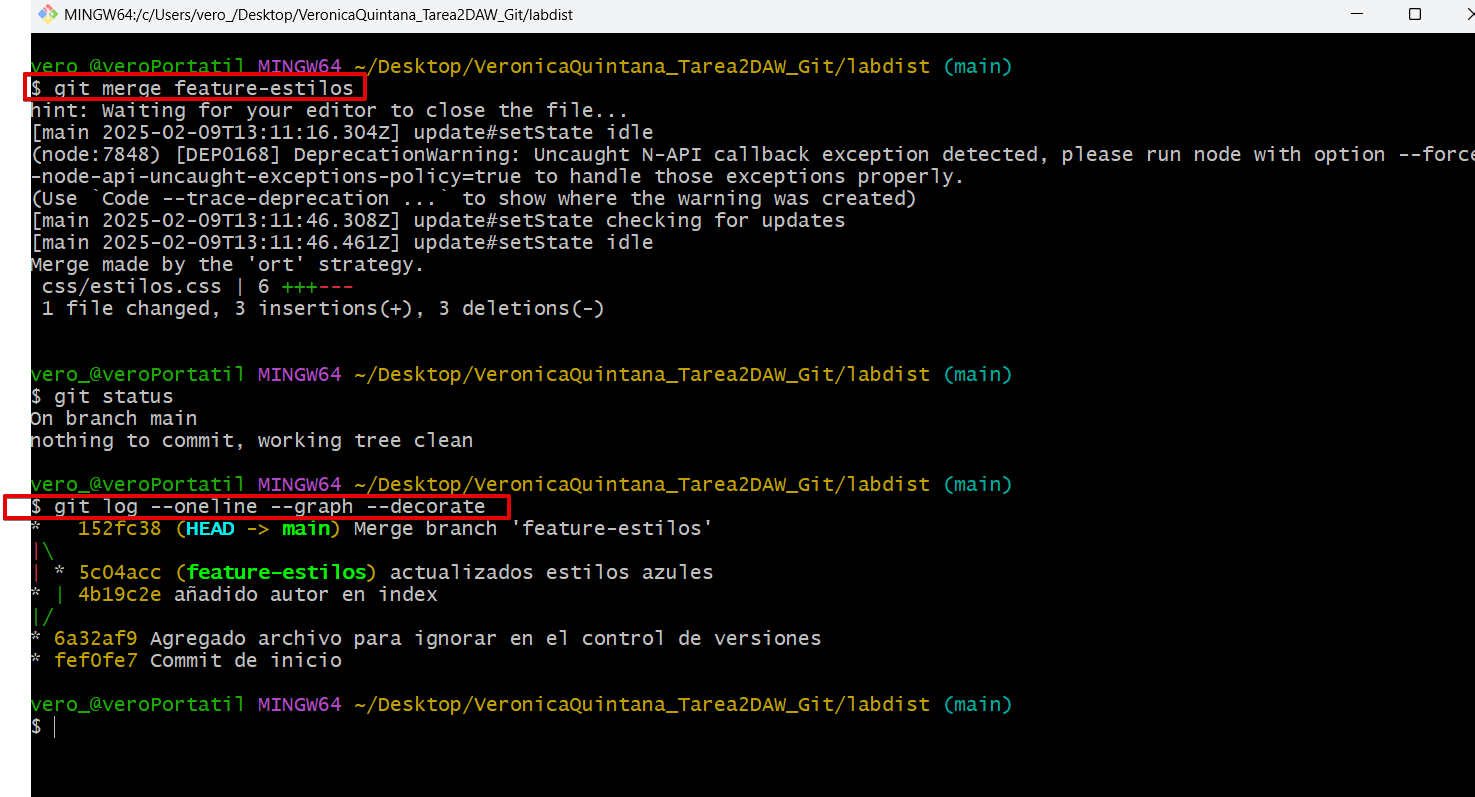 MINGW64:/c/Users/vero_/Desktop/VeronicaQuintana_Tarea2DAW_Git/labdist
vero_@veroPortatil MINGW64 ~/Desktop/VeronicaQuintana_Tarea2DAW_Git/labdist (main)
$ git merge feature-estilos
hint: Waiting for your editor to close the file...
[main 2025-02-09T13:11:16.304Z] update#setState idle
(node:7848) [DEP0168] DeprecationWarning: Uncaught N-API callback exception detected, please run node with option --force
-node-api-uncaught-exceptions-policy=true to handle those exceptions properly.
(Use `Code --trace-deprecation ...` to show where the warning was created)
[main 2025-02-09T13:11:46.308Z] update#setState checking for updates
[main 2025-02-09T13:11:46.461Z] update#setState idle
Merge made by the 'ort' strategy.
 css/estilos.css | 6 +++---
 1 file changed, 3 insertions(+), 3 deletions(-)
vero_@veroPortatil MINGW64 ~/Desktop/VeronicaQuintana_Tarea2DAW_Git/labdist (main)
$ git status
On branch main
nothing to commit, working tree clean
vero_@veroPortatil MINGW64 ~/Desktop/VeronicaQuintana_Tarea2DAW_Git/labdist (main)
$ git log --oneline --graph --decorate
*   152fc38 (HEAD -> main) Merge branch 'feature-estilos'
|\
| * 5c04acc (feature-estilos) actualizados estilos azules
* | 4b19c2e añadido autor en index
|/
* 6a32af9 Agregado archivo para ignorar en el control de versiones
* fef0fe7 Commit de inicio
vero_@veroPortatil MINGW64 ~/Desktop/VeronicaQuintana_Tarea2DAW_Git/labdist (main)
$